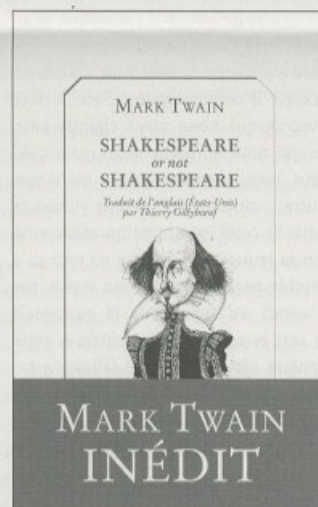 MARK TWAIN
SHAKESPEARE
or not
SHAKESPEARE
Traduit de l'anglais (États-Unis)
par Thierry Gillybœuf
MARK TWAIN
INÉDIT